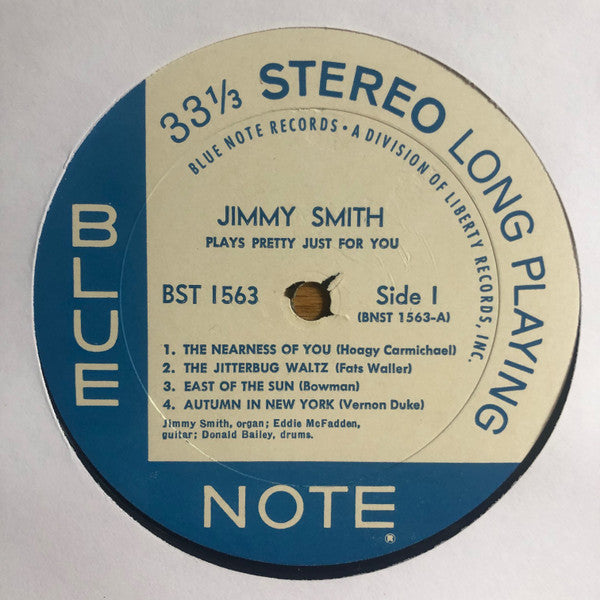 33⅓ STEREO LONG PLAYING
BLUE NOTE RECORDS • A DIVISION OF LIBERTY RECORDS, INC.
JIMMY SMITH
PLAYS PRETTY JUST FOR YOU
BST 1563
Side 1
(BNST 1563-A)
1. THE NEARNESS OF YOU (Hoagy Carmichael)
2. THE JITTERBUG WALTZ (Fats Waller)
3. EAST OF THE SUN (Bowman)
4. AUTUMN IN NEW YORK (Vernon Duke)
Jimmy Smith, organ; Eddie McFadden,
guitar; Donald Bailey, drums.
BLUE
NOTE
®